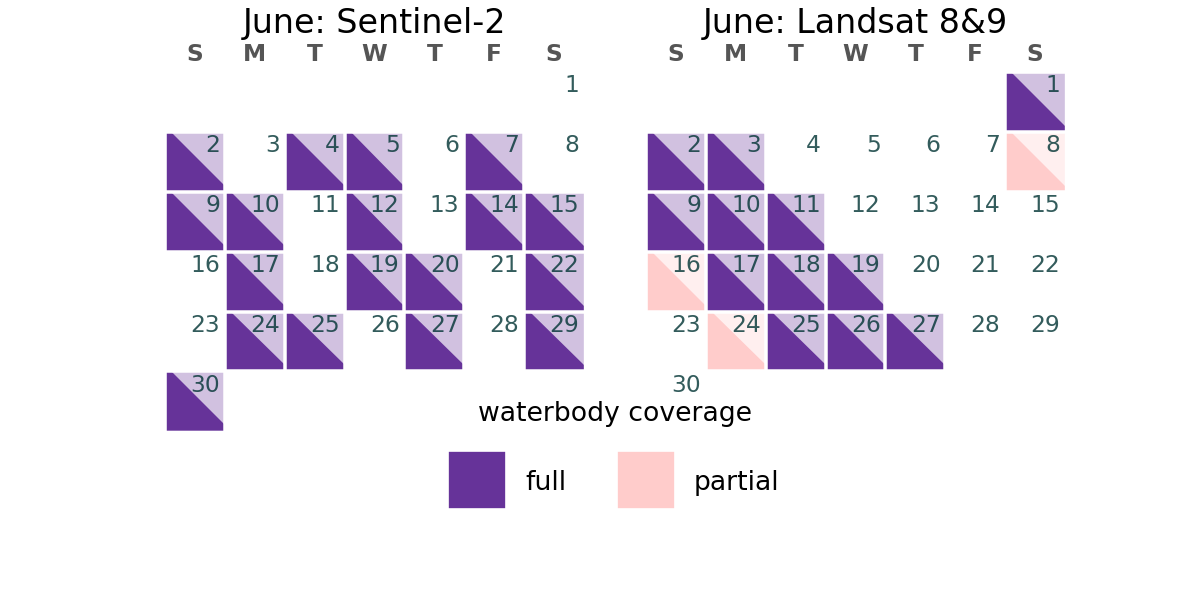 June: Sentinel-2
S M T W T F S
1
2 3 4 5 6 7 8
9 10 11 12 13 14 15
16 17 18 19 20 21 22
23 24 25 26 27 28 29
30
June: Landsat 8&9
S M T W T F S
1
2 3 4 5 6 7 8
9 10 11 12 13 14 15
16 17 18 19 20 21 22
23 24 25 26 27 28 29
30
waterbody coverage
full partial